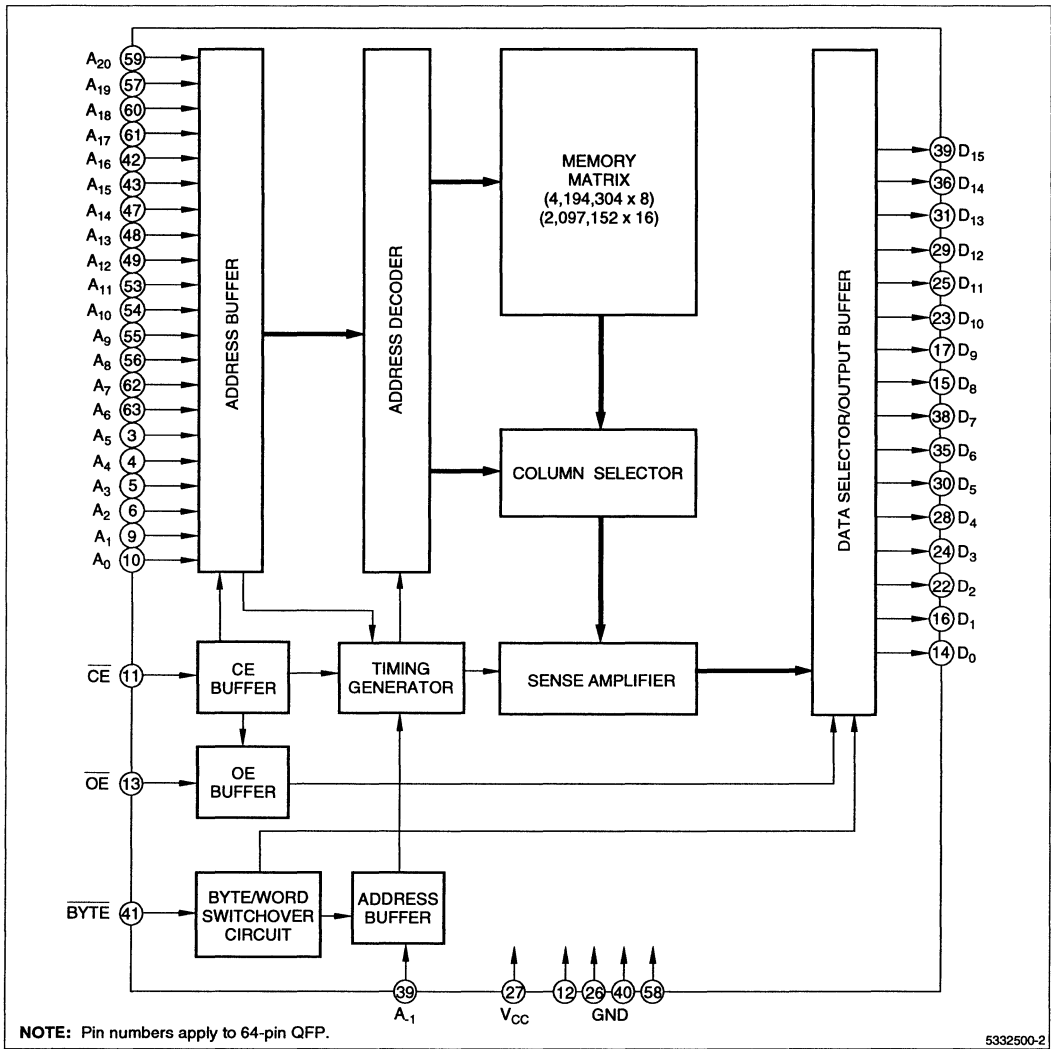 A20 59
A19 57
A18 60
A17 61
A16 42
A15 43
A14 47
A13 48
A12 49
A11 53
A10 54
A9 55
A8 56
A7 62
A6 63
A5 3
A4 4
A3 5
A2 6
A1 9
A0 10
CE 11
OE 13
BYTE 41
ADDRESS BUFFER
ADDRESS DECODER
MEMORY
MATRIX
(4,194,304 x 8)
(2,097,152 x 16)
COLUMN SELECTOR
SENSE AMPLIFIER
CE
BUFFER
TIMING
GENERATOR
OE
BUFFER
BYTE/WORD
SWITCHOVER
CIRCUIT
ADDRESS
BUFFER
DATA SELECTOR/OUTPUT BUFFER
39 D15
36 D14
31 D13
29 D12
25 D11
23 D10
17 D9
15 D8
38 D7
35 D6
30 D5
28 D4
24 D3
22 D2
16 D1
14 D0
39 27 12 26 40 58
A-1 VCC GND
NOTE: Pin numbers apply to 64-pin QFP.
5332500-2